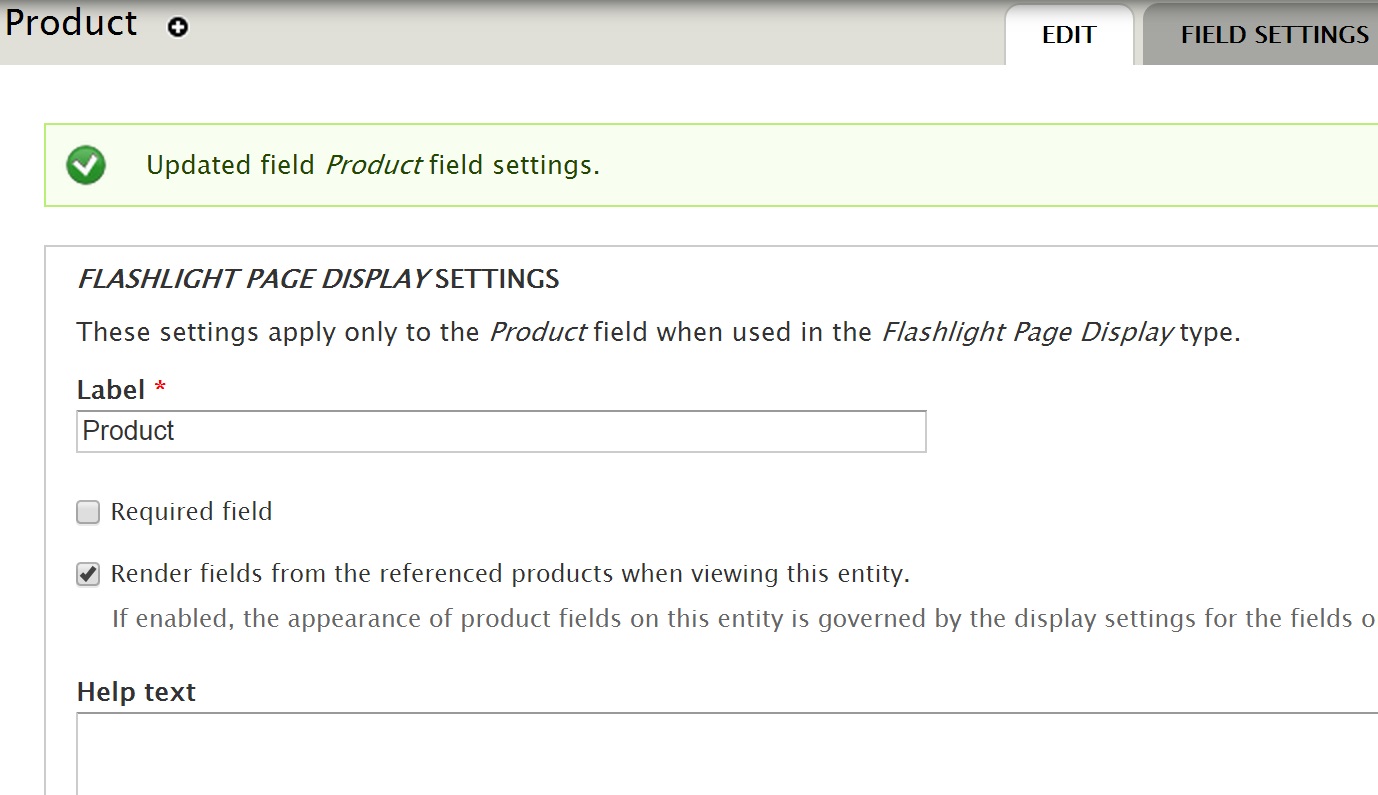 Product
EDIT
FIELD SETTINGS
Updated field Product field settings.
FLASHLIGHT PAGE DISPLAY SETTINGS
These settings apply only to the Product field when used in the Flashlight Page Display type.
Label *
Product
Required field
Render fields from the referenced products when viewing this entity.
If enabled, the appearance of product fields on this entity is governed by the display settings for the fields o
Help text